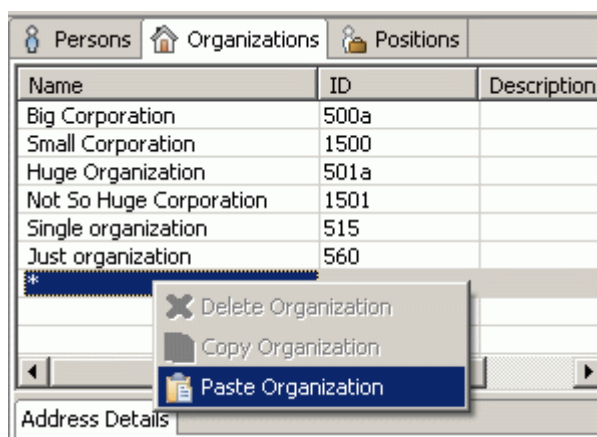 Persons Organizations Positions
Name ID Description
Big Corporation 500a
Small Corporation 1500
Huge Organization 501a
Not So Huge Corporation 1501
Single organization 515
Just organization 560
*
Delete Organization
Copy Organization
Paste Organization
Address Details